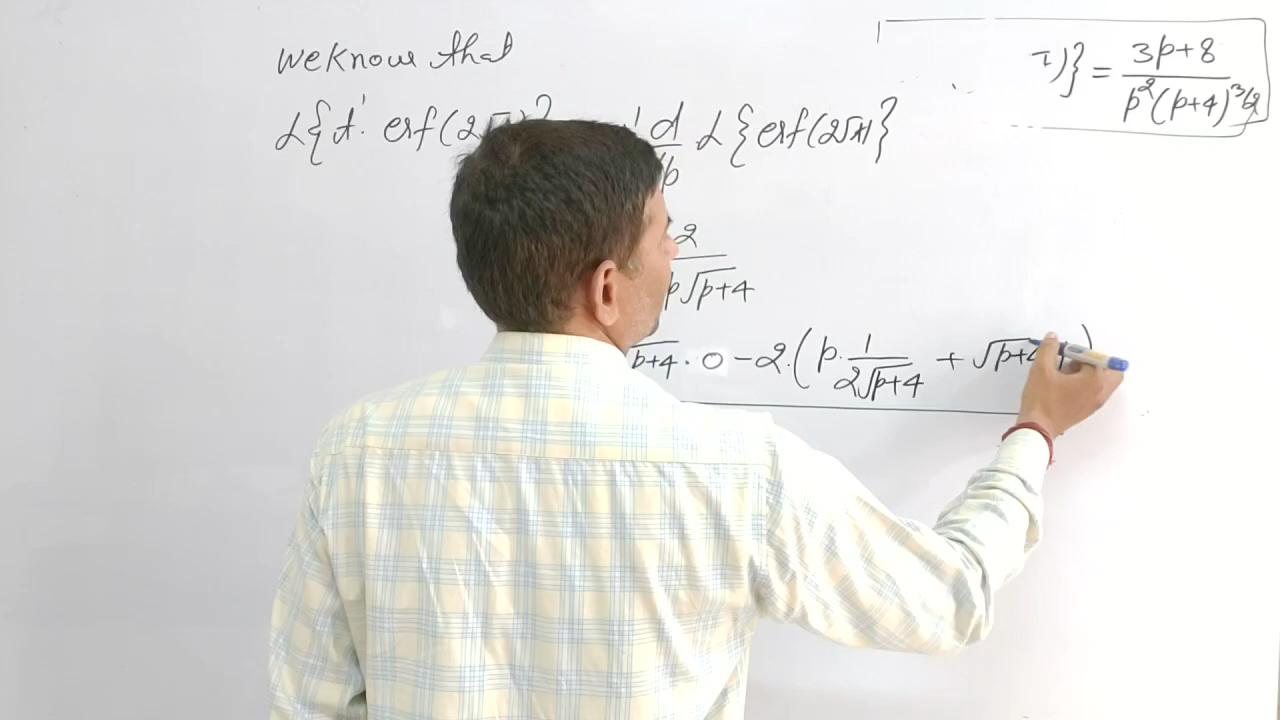 We Know that
τ)} = 3p+8 / p²(p+4)^3/2
L{t'. erf(2√ d/dp L{erf(2√t}
2 / p√p+4
√p+4 . 0 - 2.(p. 1/2√p+4 + √p+4 )